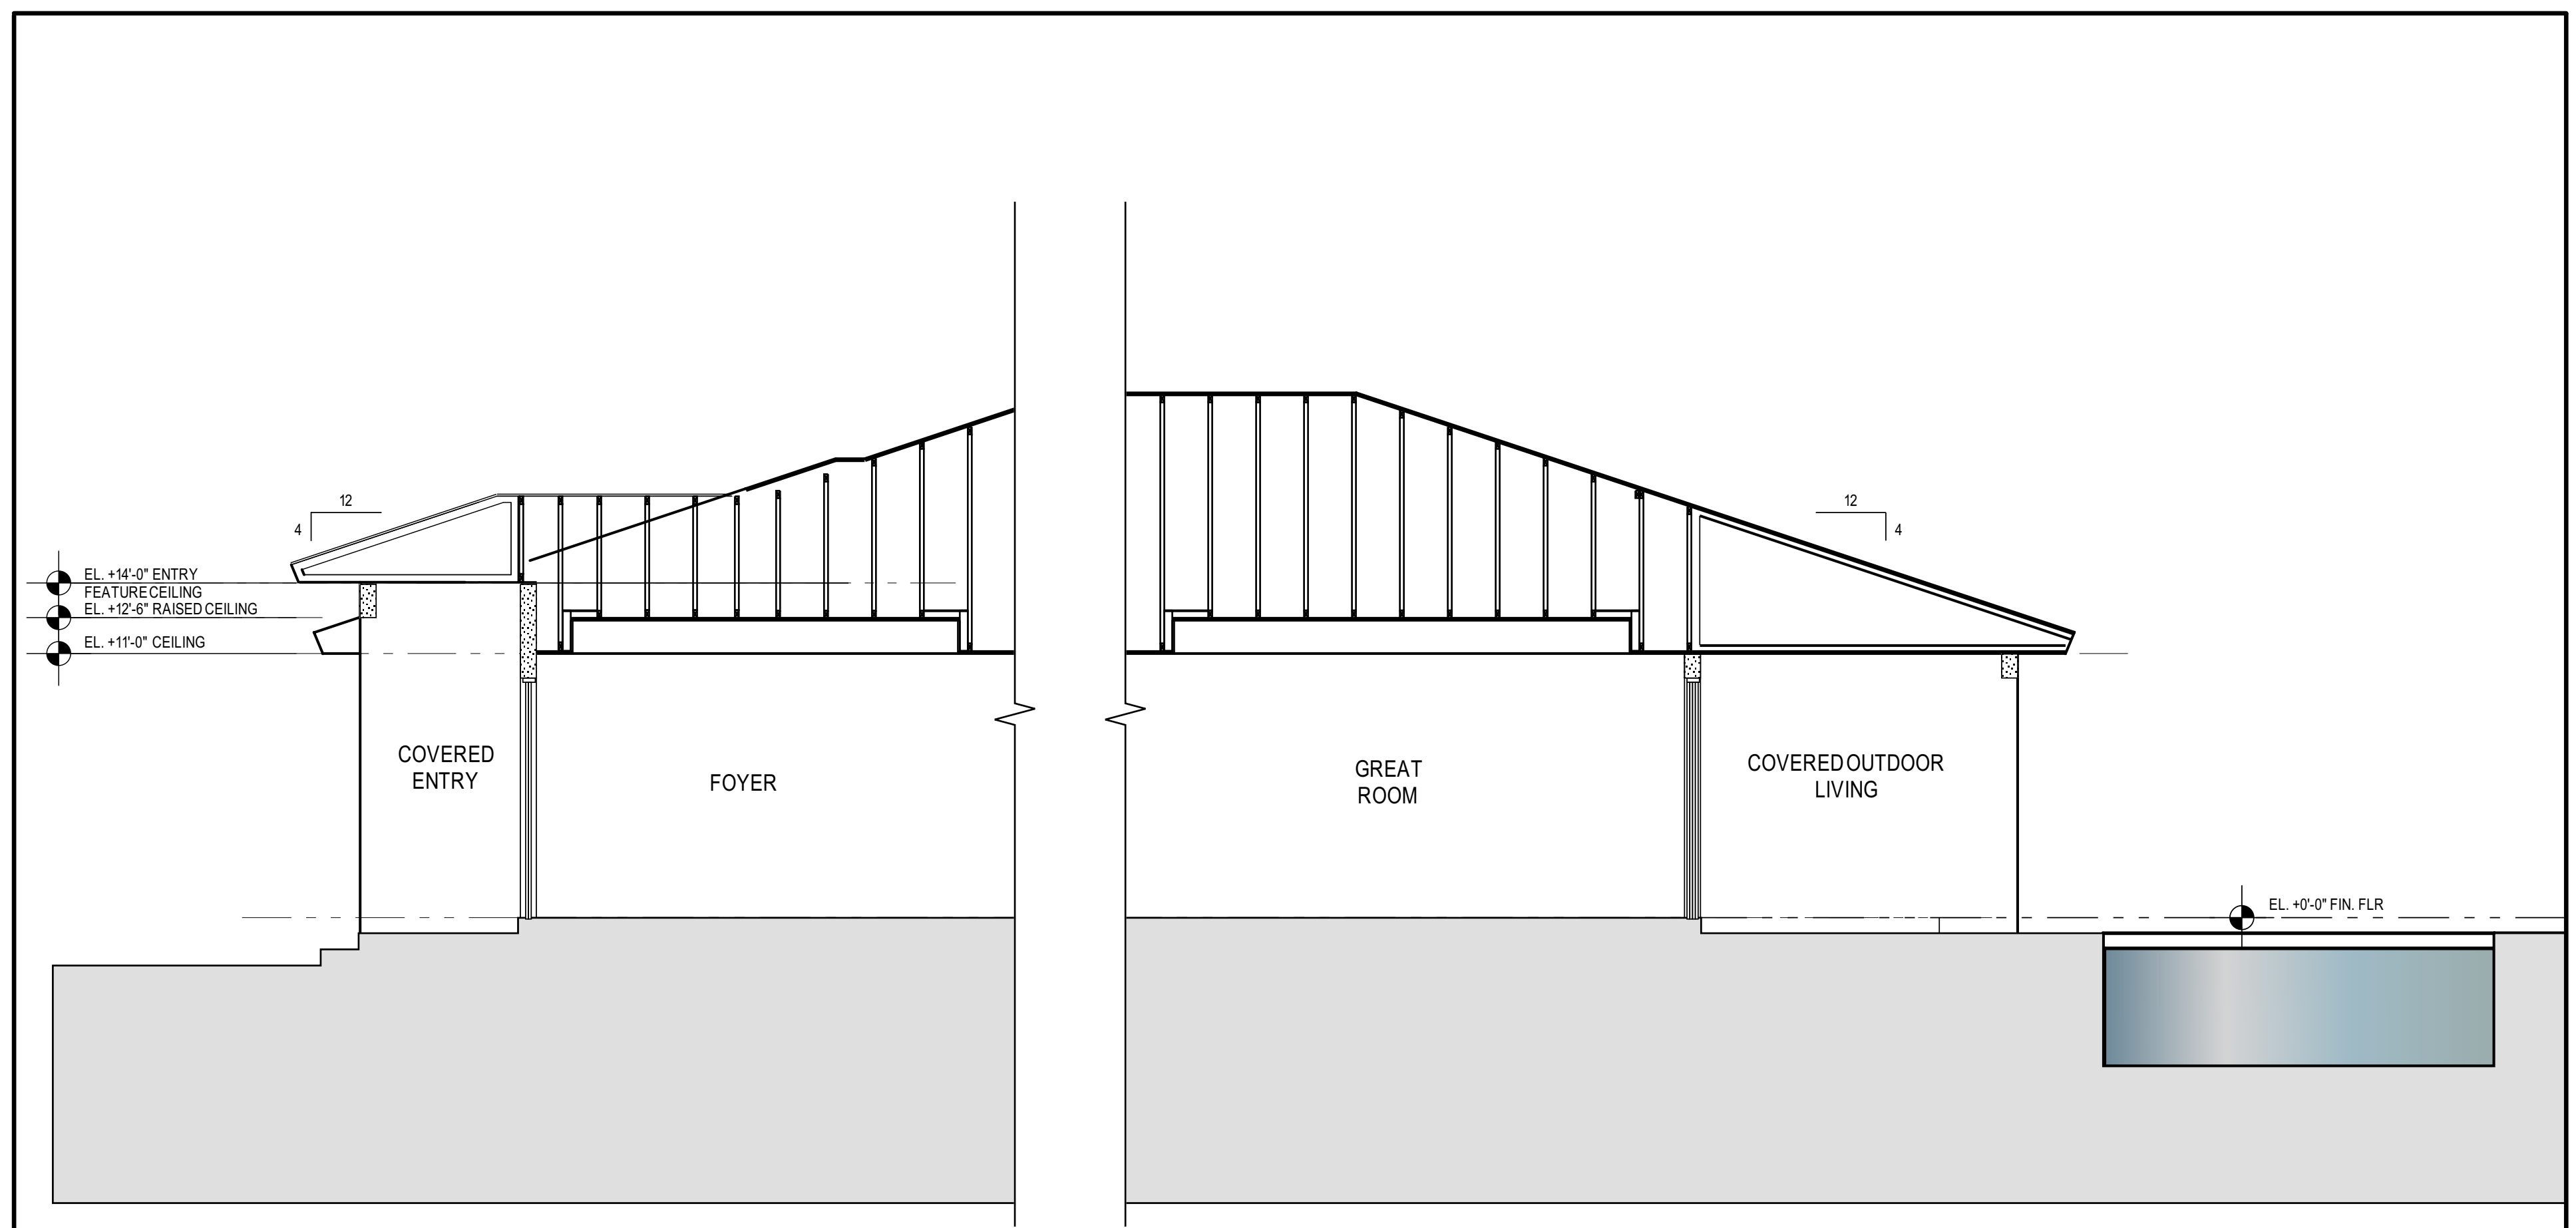 12
4
EL. +14'-0" ENTRY
FEATURE CEILING
EL. +12'-6" RAISED CEILING
EL. +11'-0" CEILING
12
4
COVERED
ENTRY
FOYER
GREAT
ROOM
COVERED OUTDOOR
LIVING
EL. +0'-0" FIN. FLR